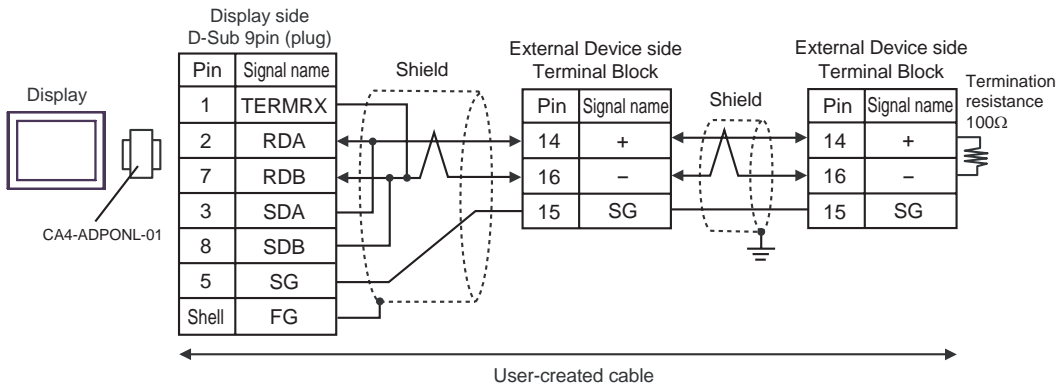 Display side
D-Sub 9pin (plug)
Pin Signal name
1 TERMRX
2 RDA
7 RDB
3 SDA
8 SDB
5 SG
Shell FG
Display
CA4-ADPONL-01
Shield
External Device side
Terminal Block
Pin Signal name
14 +
16 −
15 SG
Shield
External Device side
Terminal Block
Pin Signal name
14 +
16 −
15 SG
Termination
resistance
100Ω
User-created cable